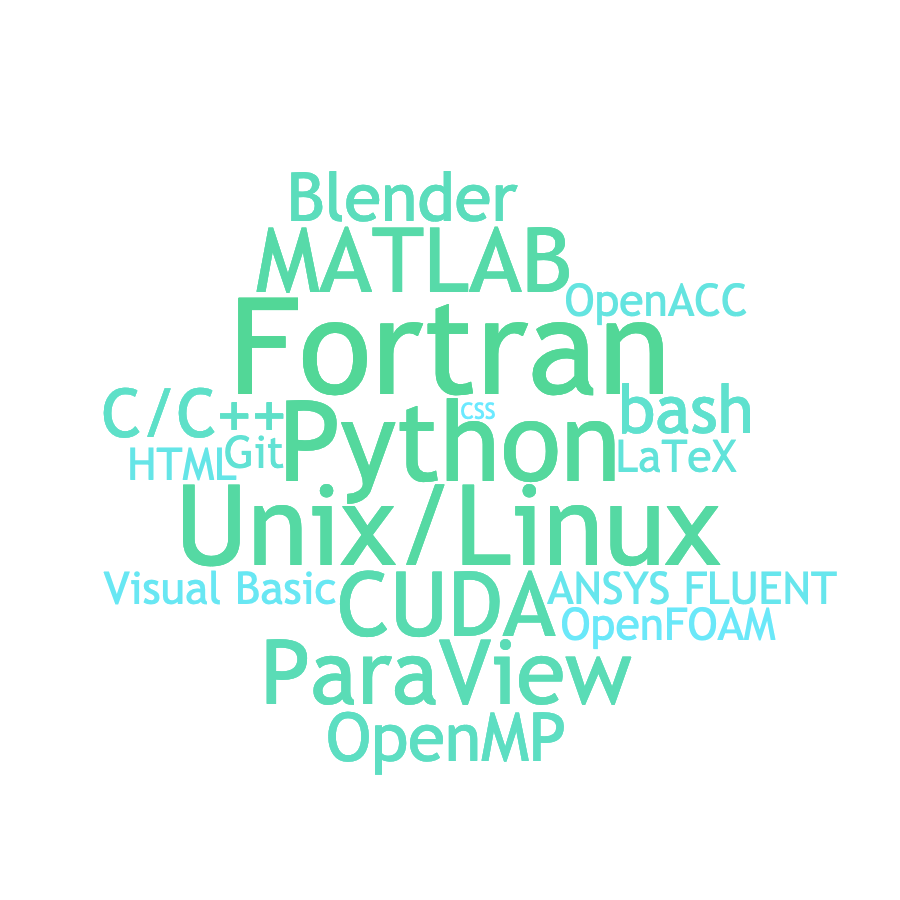 Blender
MATLAB
OpenACC
Fortran
C/C++
Python
CSS
bash
HTML
Git
LaTeX
Unix/Linux
Visual Basic
CUDA
ANSYS FLUENT
OpenFOAM
ParaView
OpenMP